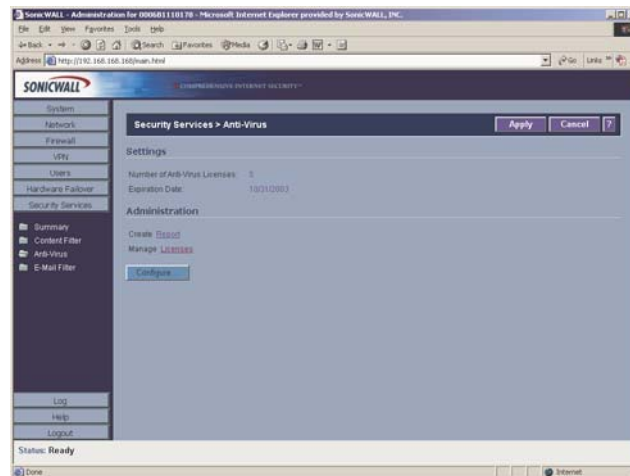 SonicWALL - Administration for 0006B1110178 - Microsoft Internet Explorer provided by SonicWALL, INC.
File Edit View Favorites Tools Help
Back Search Favorites Media
Address http://192.168.168.168/main.html Go Links
SONICWALL COMPREHENSIVE INTERNET SECURITY™
System
Network
Firewall
VPN
Users
Hardware Failover
Security Services
Summary
Content Filter
Anti-Virus
E-Mail Filter
Log
Help
Logout
Security Services > Anti-Virus Apply Cancel ?
Settings
Number of Anti-Virus Licenses:
Expiration Date: 10/31/2003
Administration
Create Report
Manage Licenses
Configure...
Status: Ready
Done Internet